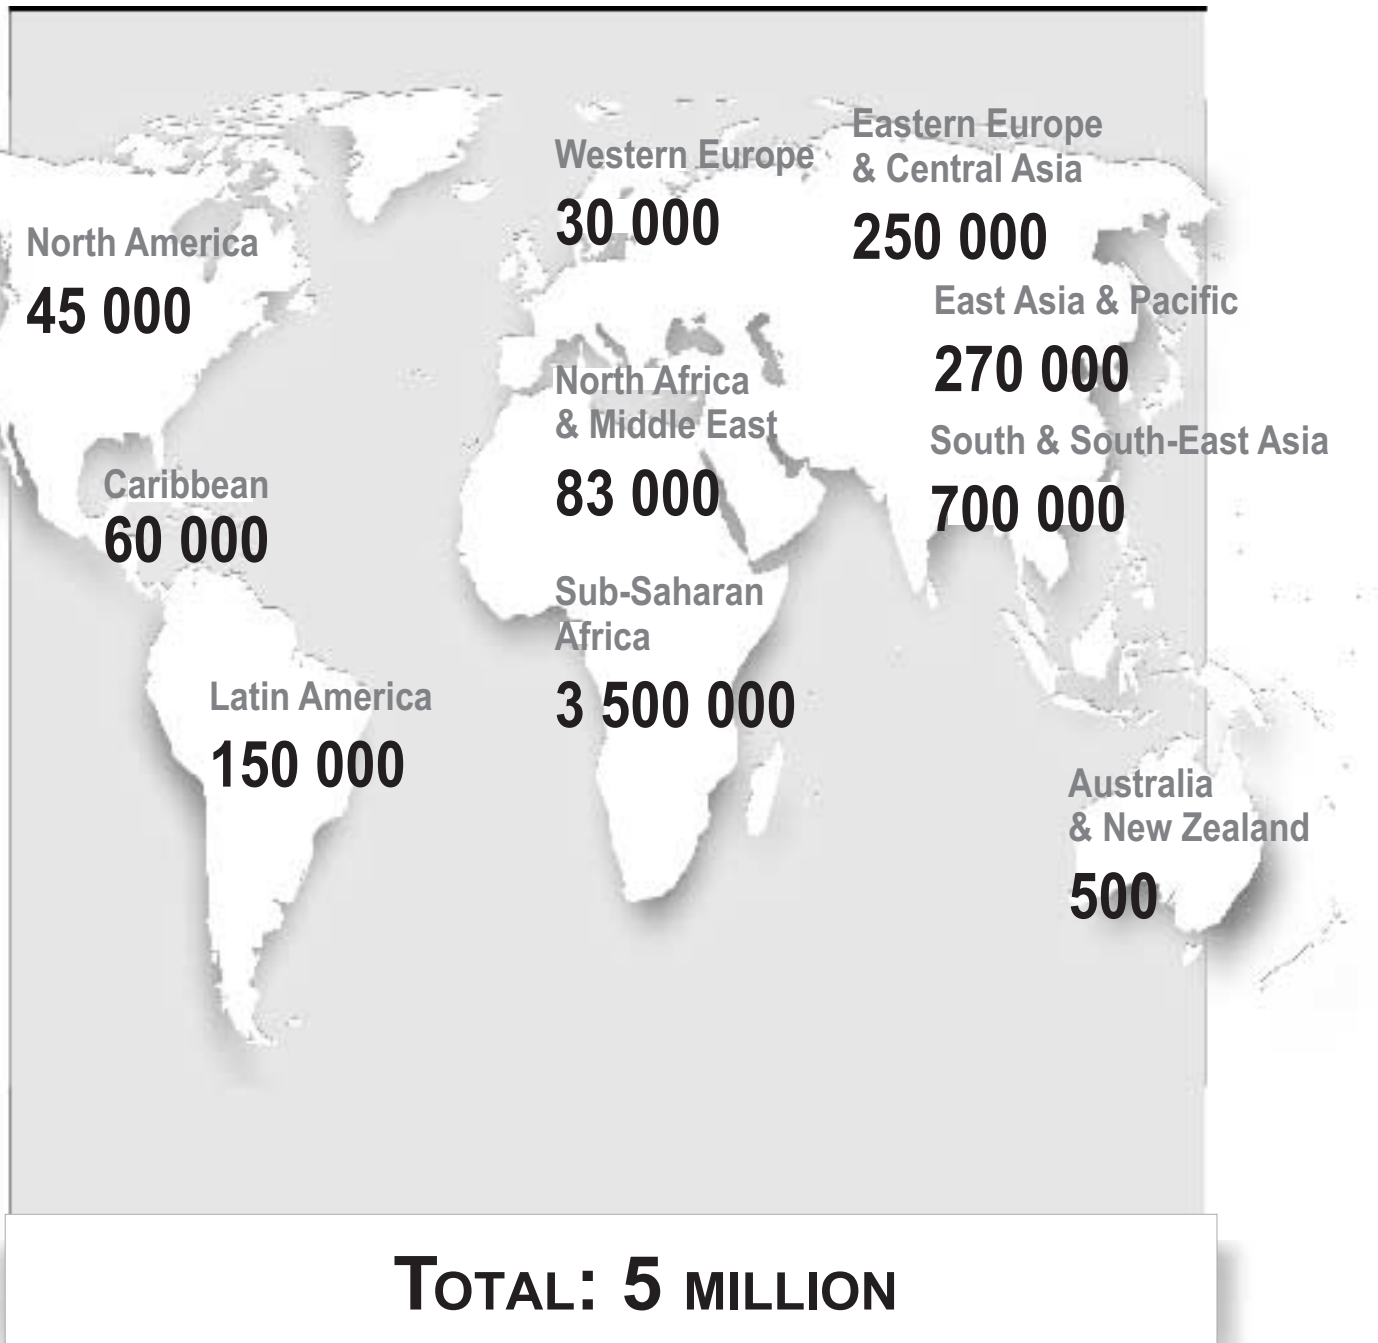 Western Europe
30 000
Eastern Europe
& Central Asia
250 000
North America
45 000
East Asia & Pacific
270 000
North Africa
& Middle East
83 000
South & South-East Asia
700 000
Caribbean
60 000
Sub-Saharan
Africa
3 500 000
Latin America
150 000
Australia
& New Zealand
500
TOTAL: 5 MILLION